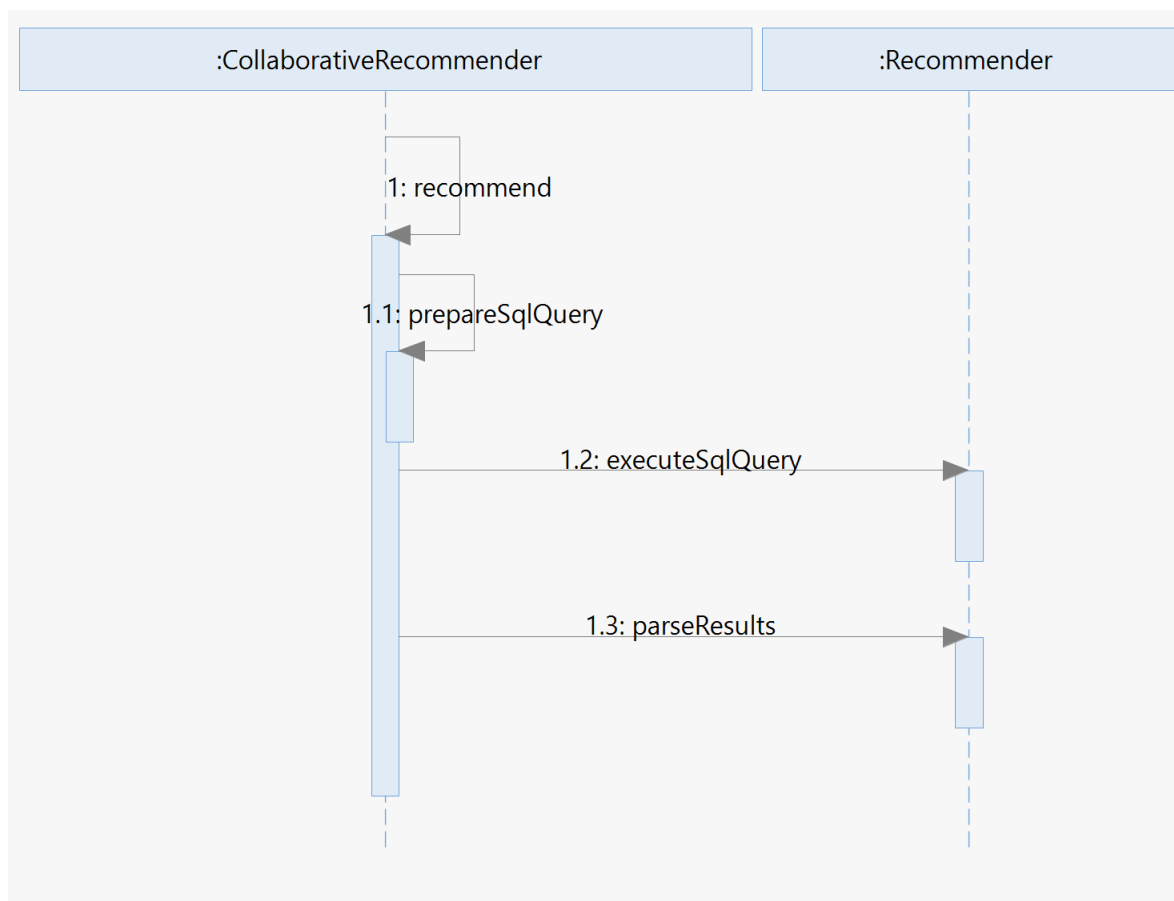 :CollaborativeRecommender
:Recommender
1: recommend
1.1: prepareSqlQuery
1.2: executeSqlQuery
1.3: parseResults